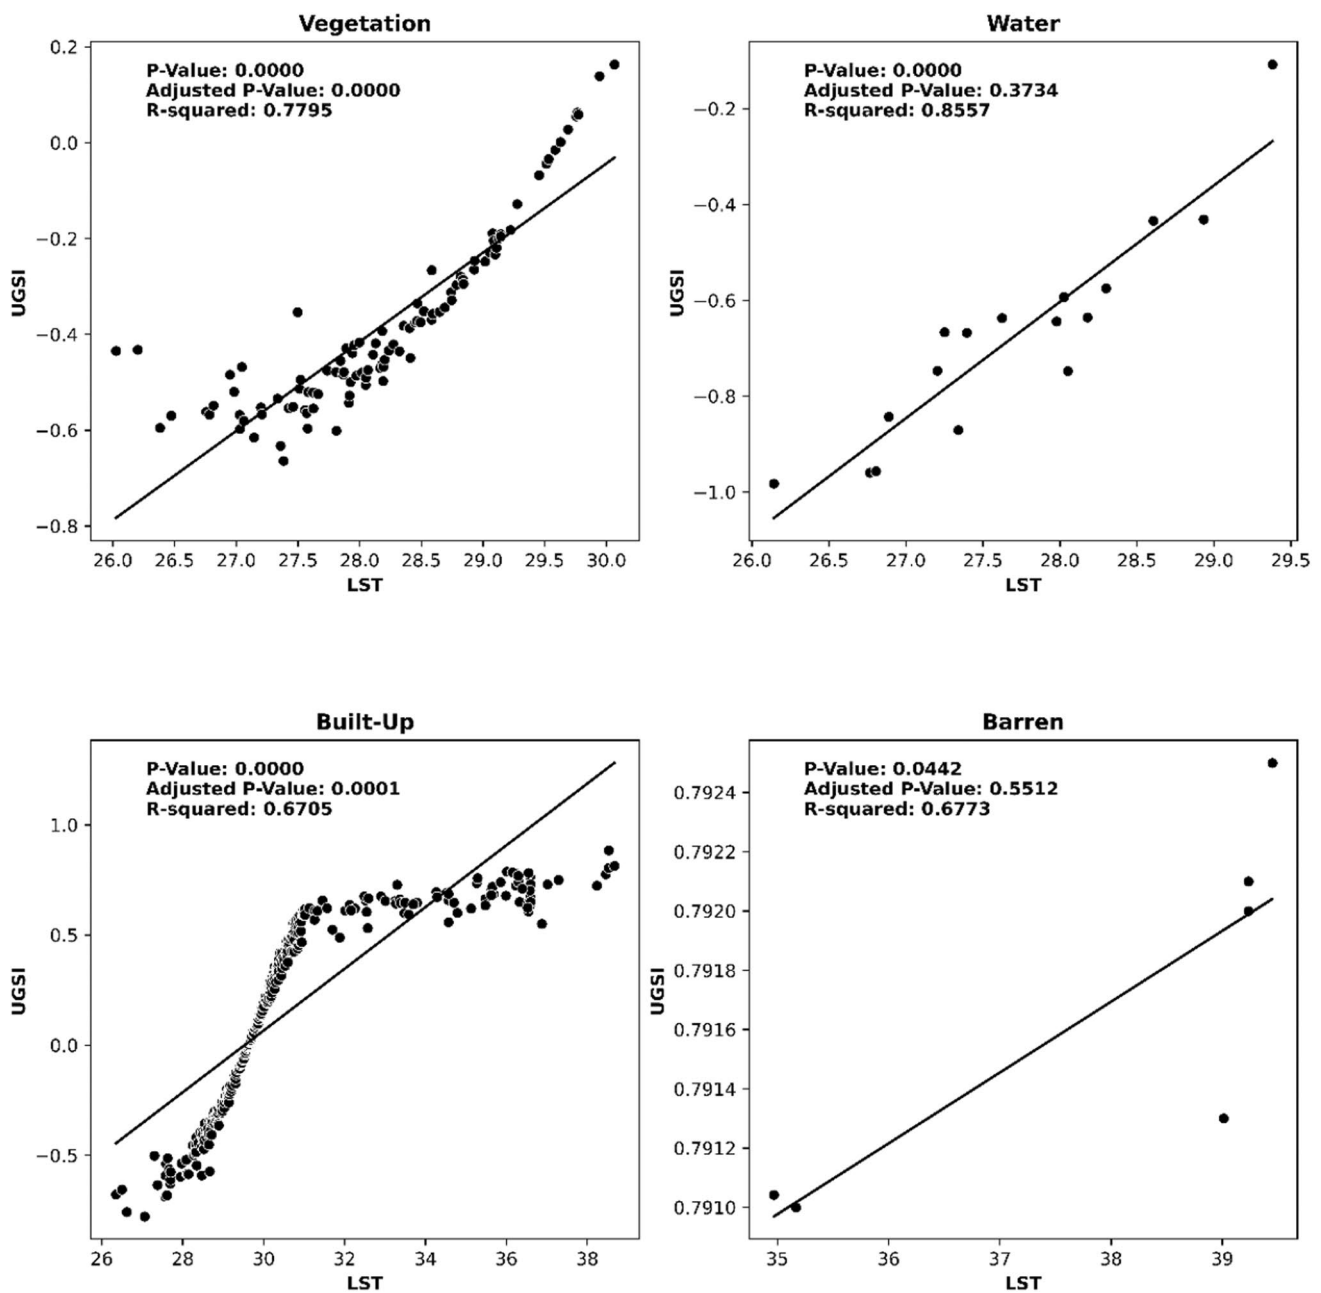 Vegetation
P-Value: 0.0000
Adjusted P-Value: 0.0000
R-squared: 0.7795
UGSI
0.2
0.0
−0.2
−0.4
−0.6
−0.8
26.0 26.5 27.0 27.5 28.0 28.5 29.0 29.5 30.0
LST
Water
P-Value: 0.0000
Adjusted P-Value: 0.3734
R-squared: 0.8557
UGSI
−0.2
−0.4
−0.6
−0.8
−1.0
26.0 26.5 27.0 27.5 28.0 28.5 29.0 29.5
LST
Built-Up
P-Value: 0.0000
Adjusted P-Value: 0.0001
R-squared: 0.6705
UGSI
1.0
0.5
0.0
−0.5
26 28 30 32 34 36 38
LST
Barren
P-Value: 0.0442
Adjusted P-Value: 0.5512
R-squared: 0.6773
UGSI
0.7924
0.7922
0.7920
0.7918
0.7916
0.7914
0.7912
0.7910
35 36 37 38 39
LST